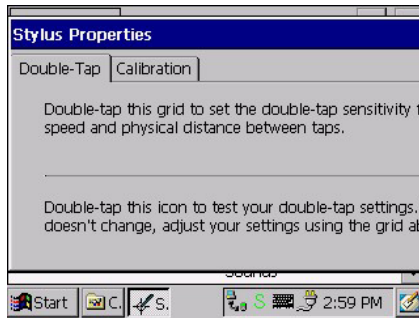 Stylus Properties
Double-Tap Calibration
Double-tap this grid to set the double-tap sensitivity
speed and physical distance between taps.
Double-tap this icon to test your double-tap settings.
doesn't change, adjust your settings using the grid
Sounds
Start C. S. S 2:59 PM